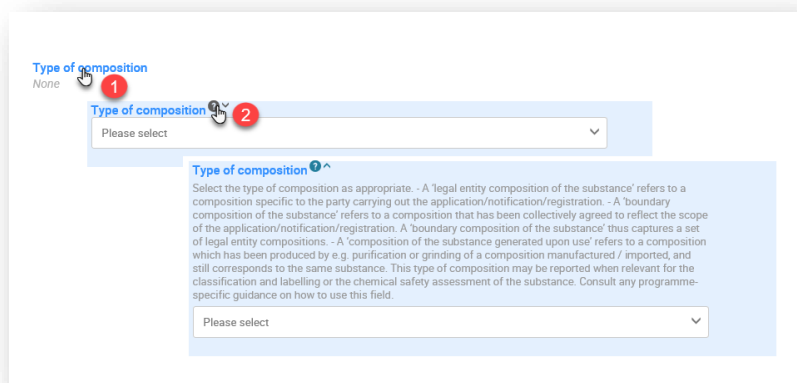 Type of composition
None
1
Type of composition ?
2
Please select
Type of composition ?
Select the type of composition as appropriate. - A 'legal entity composition of the substance' refers to a
composition specific to the party carrying out the application/notification/registration. - A 'boundary
composition of the substance' refers to a composition that has been collectively agreed to reflect the scope
of the application/notification/registration. A 'boundary composition of the substance' thus captures a set
of legal entity compositions. - A 'composition of the substance generated upon use' refers to a composition
which has been produced by e.g. purification or grinding of a composition manufactured / imported, and
still corresponds to the same substance. This type of composition may be reported when relevant for the
classification and labelling or the chemical safety assessment of the substance. Consult any programme-
specific guidance on how to use this field.
Please select